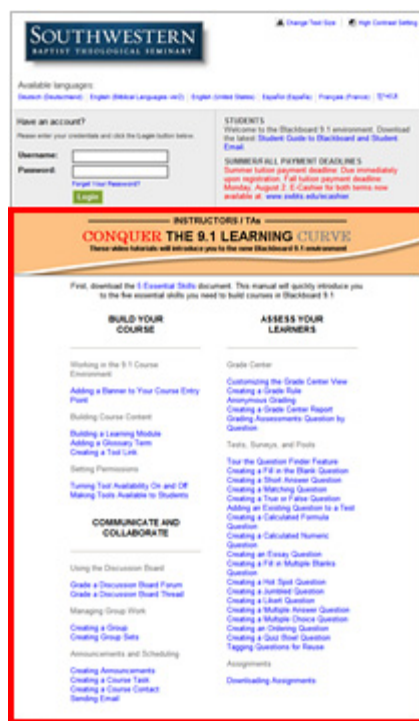 SOUTHWESTERN
BAPTIST THEOLOGICAL SEMINARY
Change Text Size
High Contrast Setting
Available languages:
Deutsch (Deutschland) English (Biblical Languages -ver2) English (United States) Español (España) Français (France)
Have an account?
Please enter your credentials and click the Login button below.
Username:
Password:
Forgot Your Password?
Login
STUDENTS
Welcome to the Blackboard 9.1 environment. Download
the latest Student Guide to Blackboard and Student
Email.
SUMMER/FALL PAYMENT DEADLINES
Summer tuition payment deadline: Due immediately
upon registration. Fall tuition payment deadline:
Monday, August 2. E-Cashier for both terms now
available at: www.swbts.edu/ecashier.
INSTRUCTORS / TAs
CONQUER THE 9.1 LEARNING CURVE
These video tutorials will introduce you to the new Blackboard 9.1 environment
First, download the 5 Essential Skills document. This manual will quickly introduce you
to the five essential skills you need to build courses in Blackboard 9.1
BUILD YOUR
COURSE
Working in the 9.1 Course
Environment
Adding a Banner to Your Course Entry
Point
Building Course Content
Building a Learning Module
Adding a Glossary Term
Creating a Tool Link
Setting Permissions
Turning Tool Availability On and Off
Making Tools Available to Students
COMMUNICATE AND
COLLABORATE
Using the Discussion Board
Grade a Discussion Board Forum
Grade a Discussion Board Thread
Managing Group Work
Creating a Group
Creating Group Sets
Announcements and Scheduling
Creating Announcements
Creating a Course Task
Creating a Course Contact
Sending Email
ASSESS YOUR
LEARNERS
Grade Center
Customizing the Grade Center View
Creating a Grade Rule
Anonymous Grading
Creating a Grade Center Report
Grading Assessments Question by
Question
Tests, Surveys, and Pools
Tour the Question Finder Feature
Creating a Fill in the Blank Question
Creating a Short Answer Question
Creating a Matching Question
Creating a True or False Question
Adding an Existing Question to a Test
Creating a Calculated Formula
Question
Creating a Calculated Numeric
Question
Creating an Essay Question
Creating a Fill in Multiple Blanks
Question
Creating a Hot Spot Question
Creating a Jumbled Question
Creating a Likert Question
Creating a Multiple Answer Question
Creating a Multiple Choice Question
Creating an Ordering Question
Creating a Quiz Bowl Question
Tagging Questions for Reuse
Assignments
Downloading Assignments